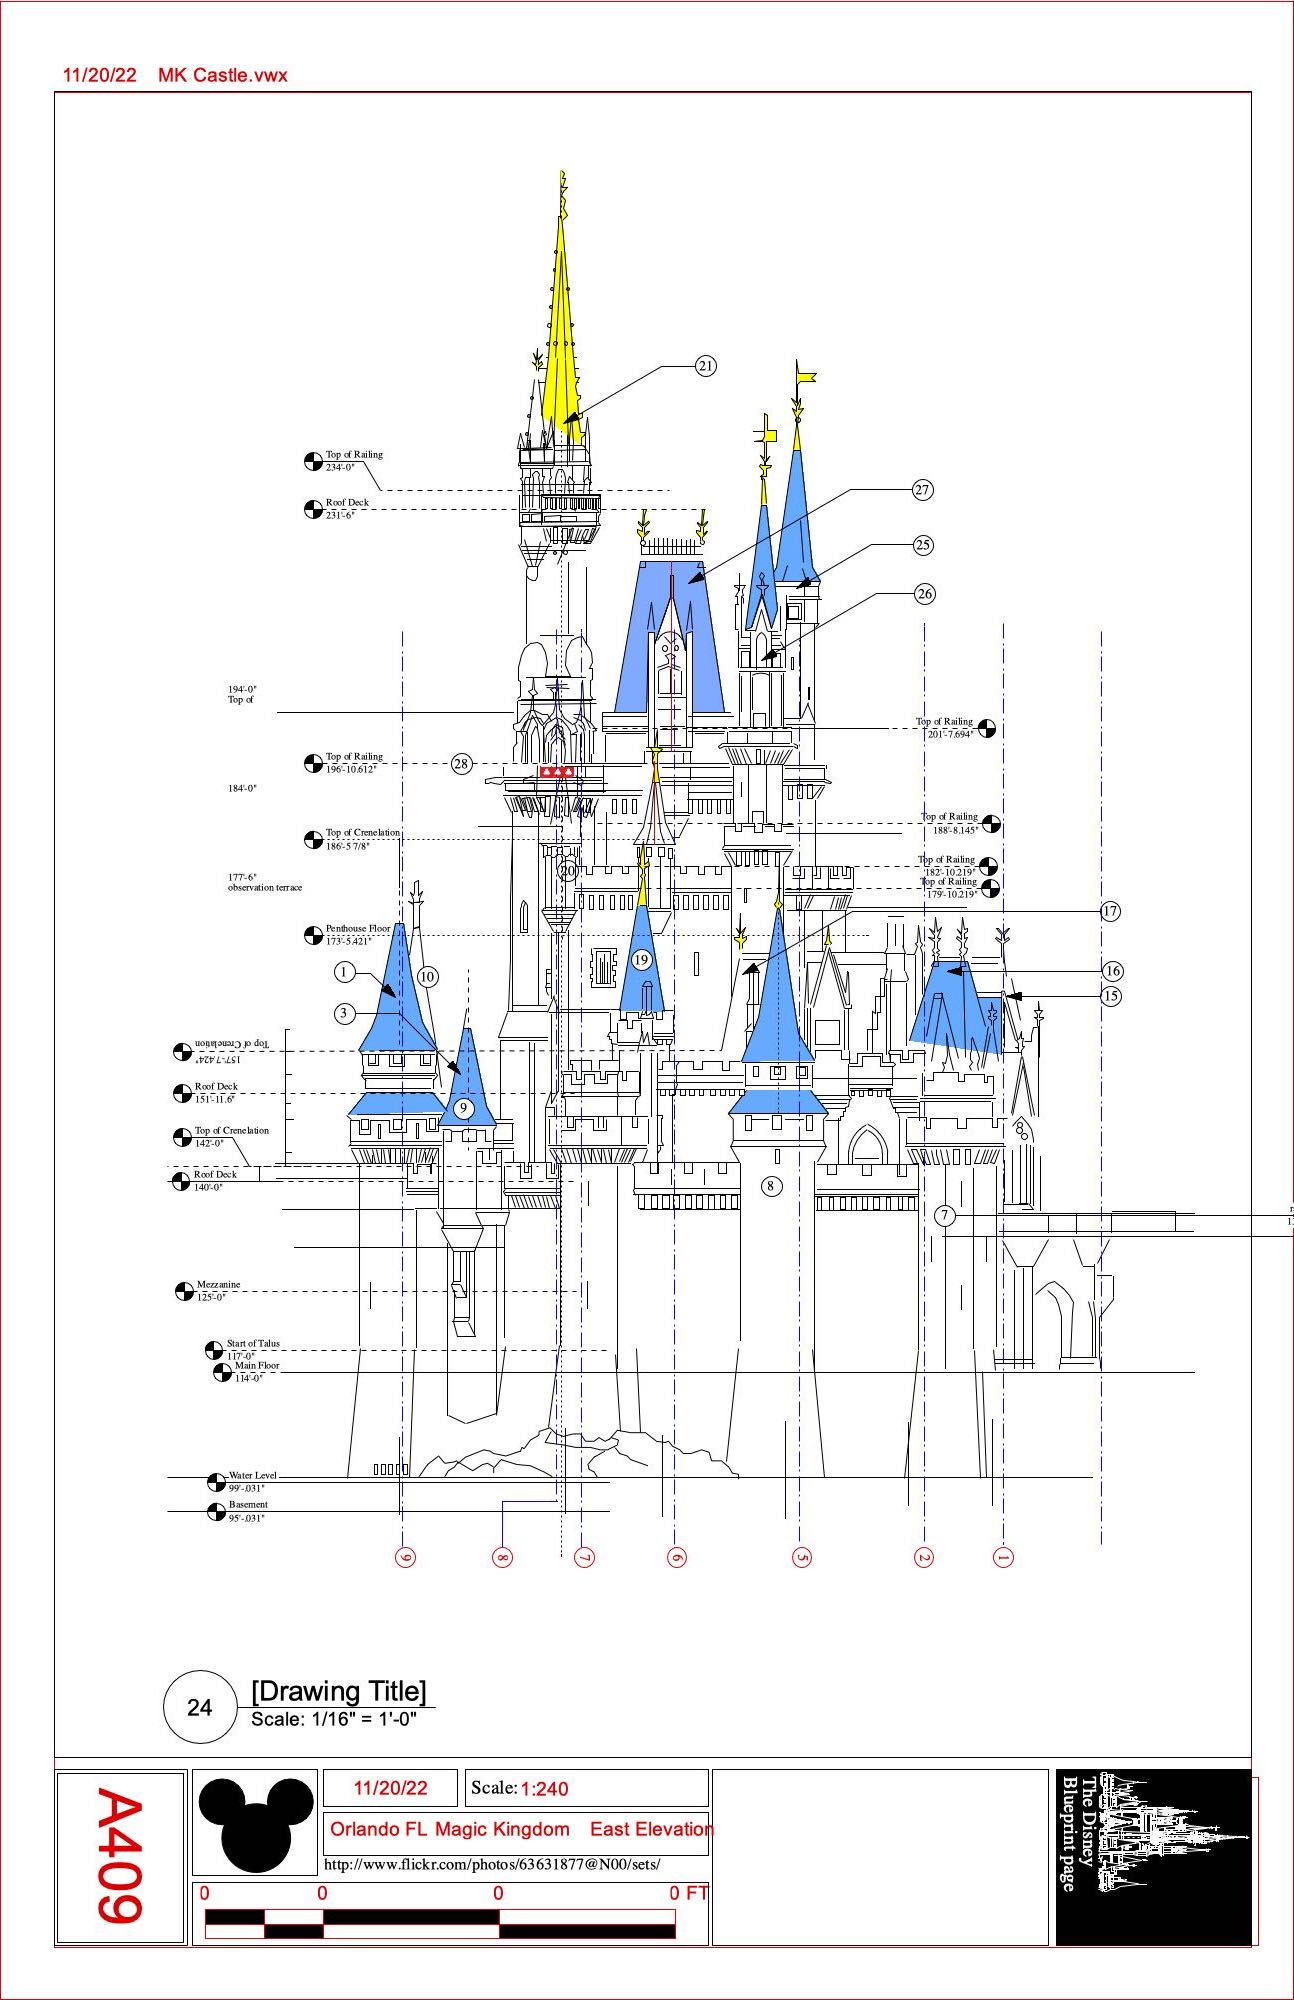 11/20/22 MK Castle.vwx
21
Top of Railing
234'-0"
27
Roof Deck
231'-6"
25
26
194'-0"
Top of
Top of Railing
201'-7.694"
Top of Railing
196'-10.612"
28
184'-0"
Top of Railing
188'-8.145"
Top of Crenelation
186'-5 7/8"
20
Top of Railing
182'-10.219"
177'-6"
observation terrace
Top of Railing
179'-10.219"
17
Penthouse Floor
173'-5.421"
19
1
10
16
15
3
Top of Crenelation
157'-7.424"
Roof Deck
151'-11.6"
9
Top of Crenelation
142'-0"
Roof Deck
140'-0"
8
7
Mezzanine
125'-0"
Start of Talus
117'-0"
Main Floor
114'-0"
Water Level
99'-.031"
Basement
95'-.031"
9 8 7 6 5 2 1
24
[Drawing Title]
Scale: 1/16" = 1'-0"
A409
11/20/22
Scale: 1:240
Orlando FL Magic Kingdom East Elevation
http://www.flickr.com/photos/63631877@N00/sets/
0 0 0 0 FT
The Disney
Blueprint page